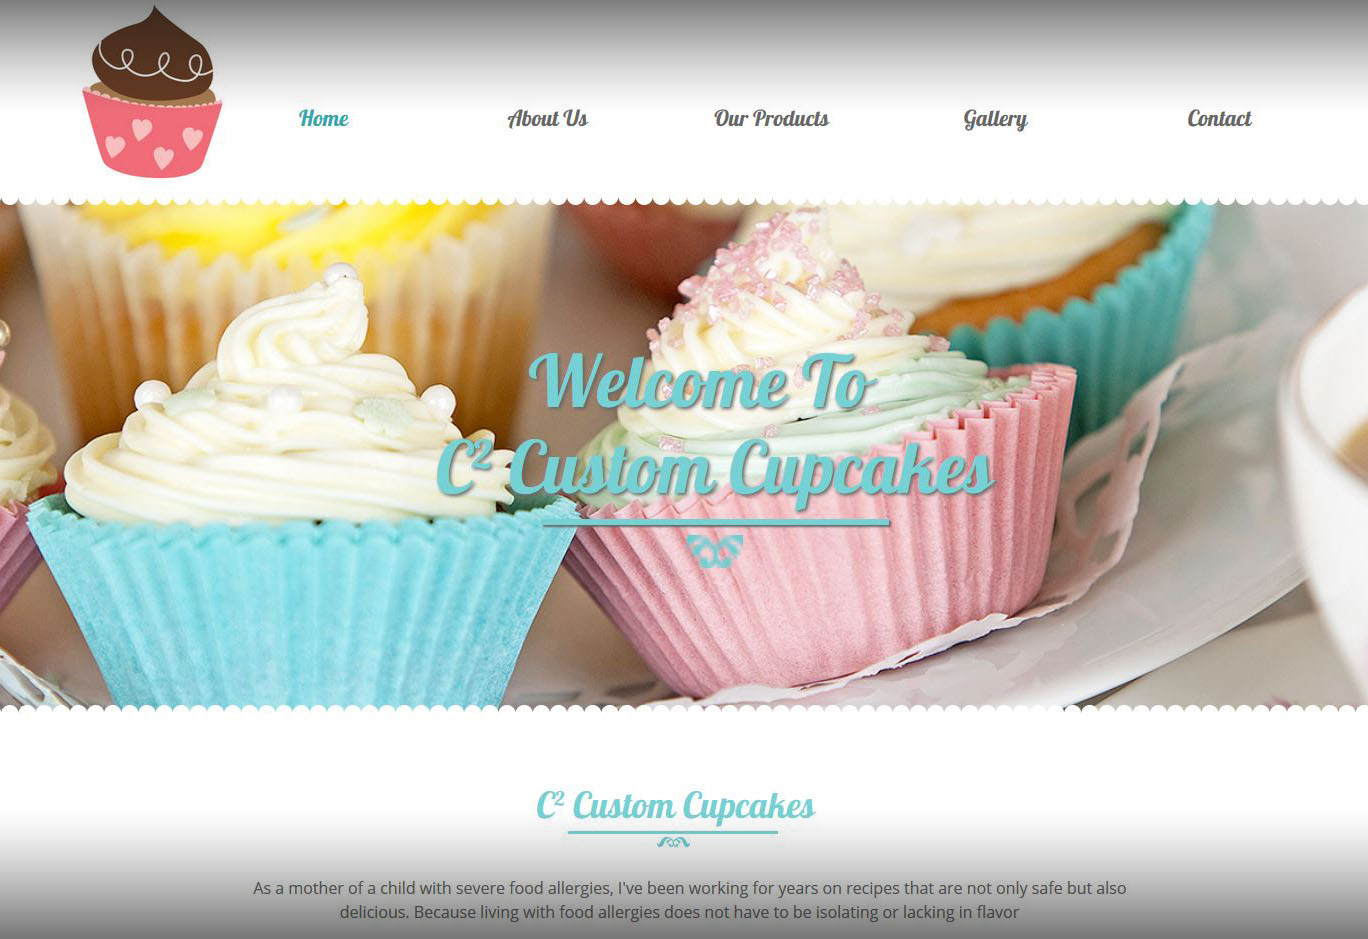 Home About Us Our Products Gallery Contact
Welcome To
C² Custom Cupcakes
C² Custom Cupcakes
As a mother of a child with severe food allergies, I've been working for years on recipes that are not only safe but also
delicious. Because living with food allergies does not have to be isolating or lacking in flavor